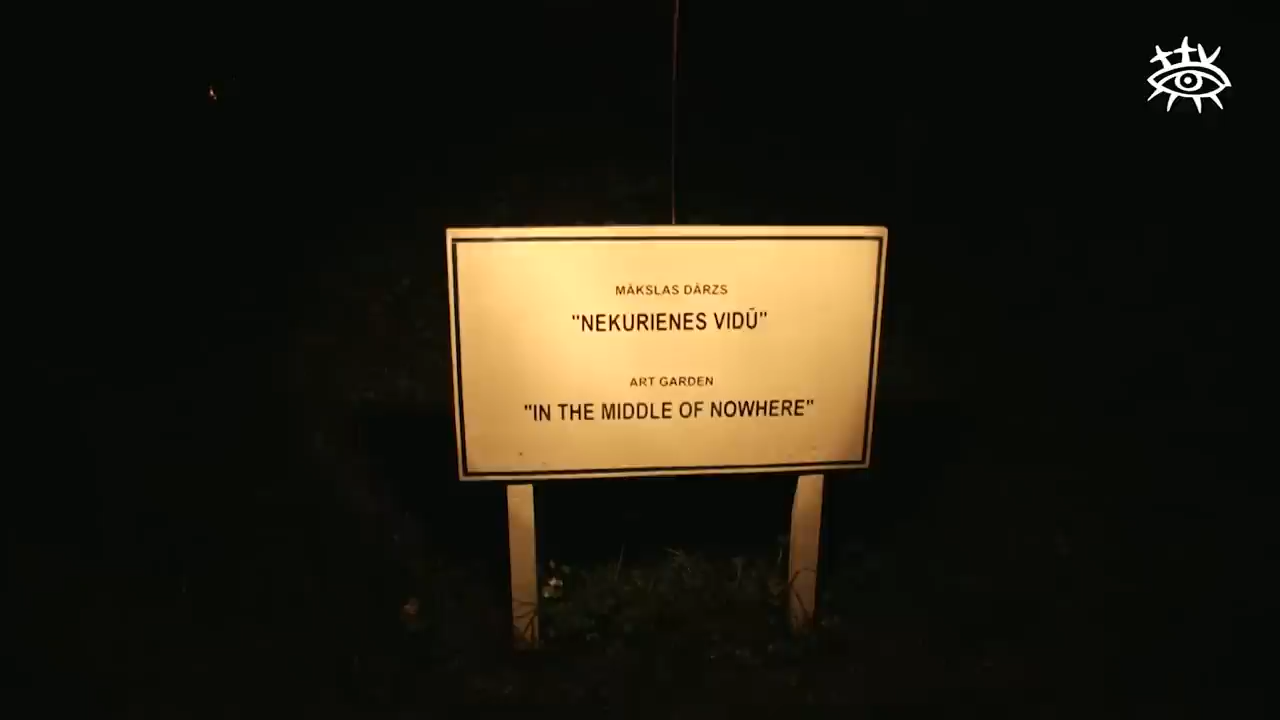 MĀKSLAS DĀRZS
"NEKURIENES VIDŪ"
ART GARDEN
"IN THE MIDDLE OF NOWHERE"